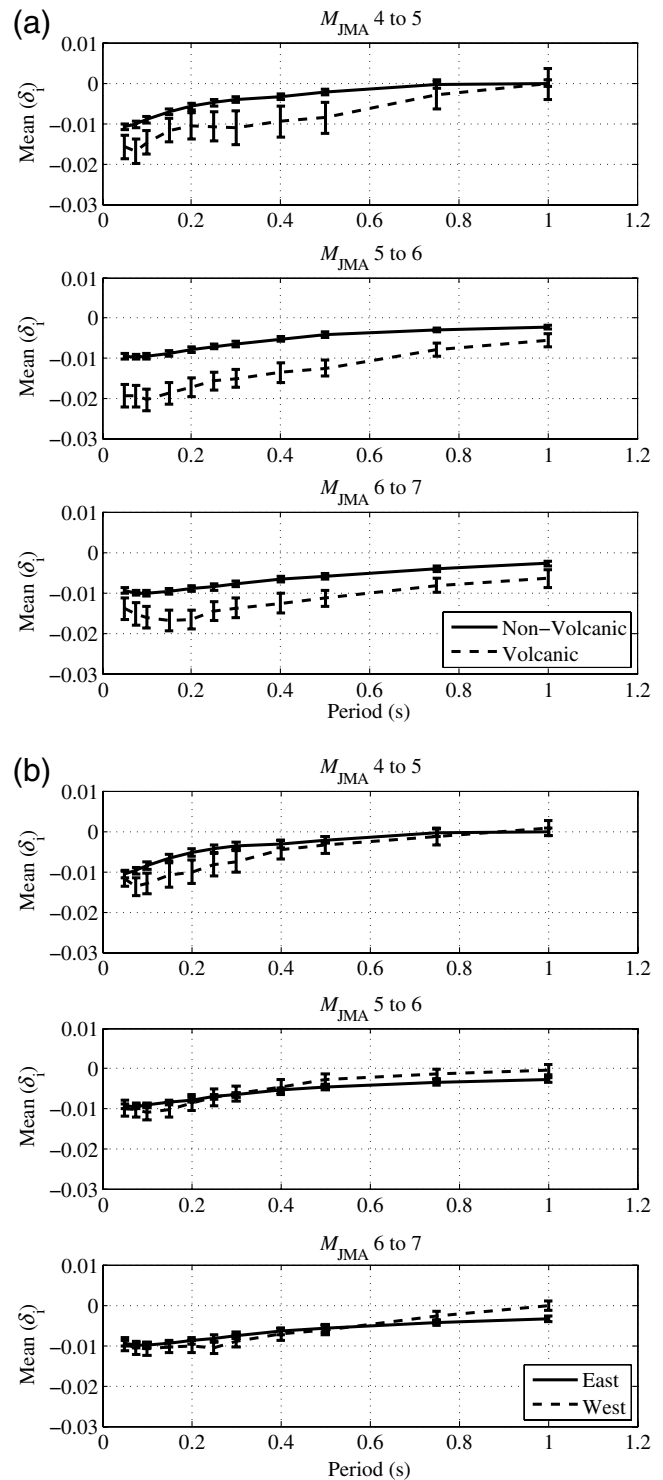 (a)
M_JMA 4 to 5
0.01
0
−0.01
−0.02
−0.03
Mean (δ_i)
0 0.2 0.4 0.6 0.8 1 1.2
M_JMA 5 to 6
0.01
0
−0.01
−0.02
−0.03
Mean (δ_i)
0 0.2 0.4 0.6 0.8 1 1.2
M_JMA 6 to 7
0.01
0
−0.01
−0.02
−0.03
Mean (δ_i)
Non−Volcanic
Volcanic
0 0.2 0.4 0.6 0.8 1 1.2
Period (s)
(b)
M_JMA 4 to 5
0.01
0
−0.01
−0.02
−0.03
Mean (δ_i)
0 0.2 0.4 0.6 0.8 1 1.2
M_JMA 5 to 6
0.01
0
−0.01
−0.02
−0.03
Mean (δ_i)
0 0.2 0.4 0.6 0.8 1 1.2
M_JMA 6 to 7
0.01
0
−0.01
−0.02
−0.03
Mean (δ_i)
East
West
0 0.2 0.4 0.6 0.8 1 1.2
Period (s)